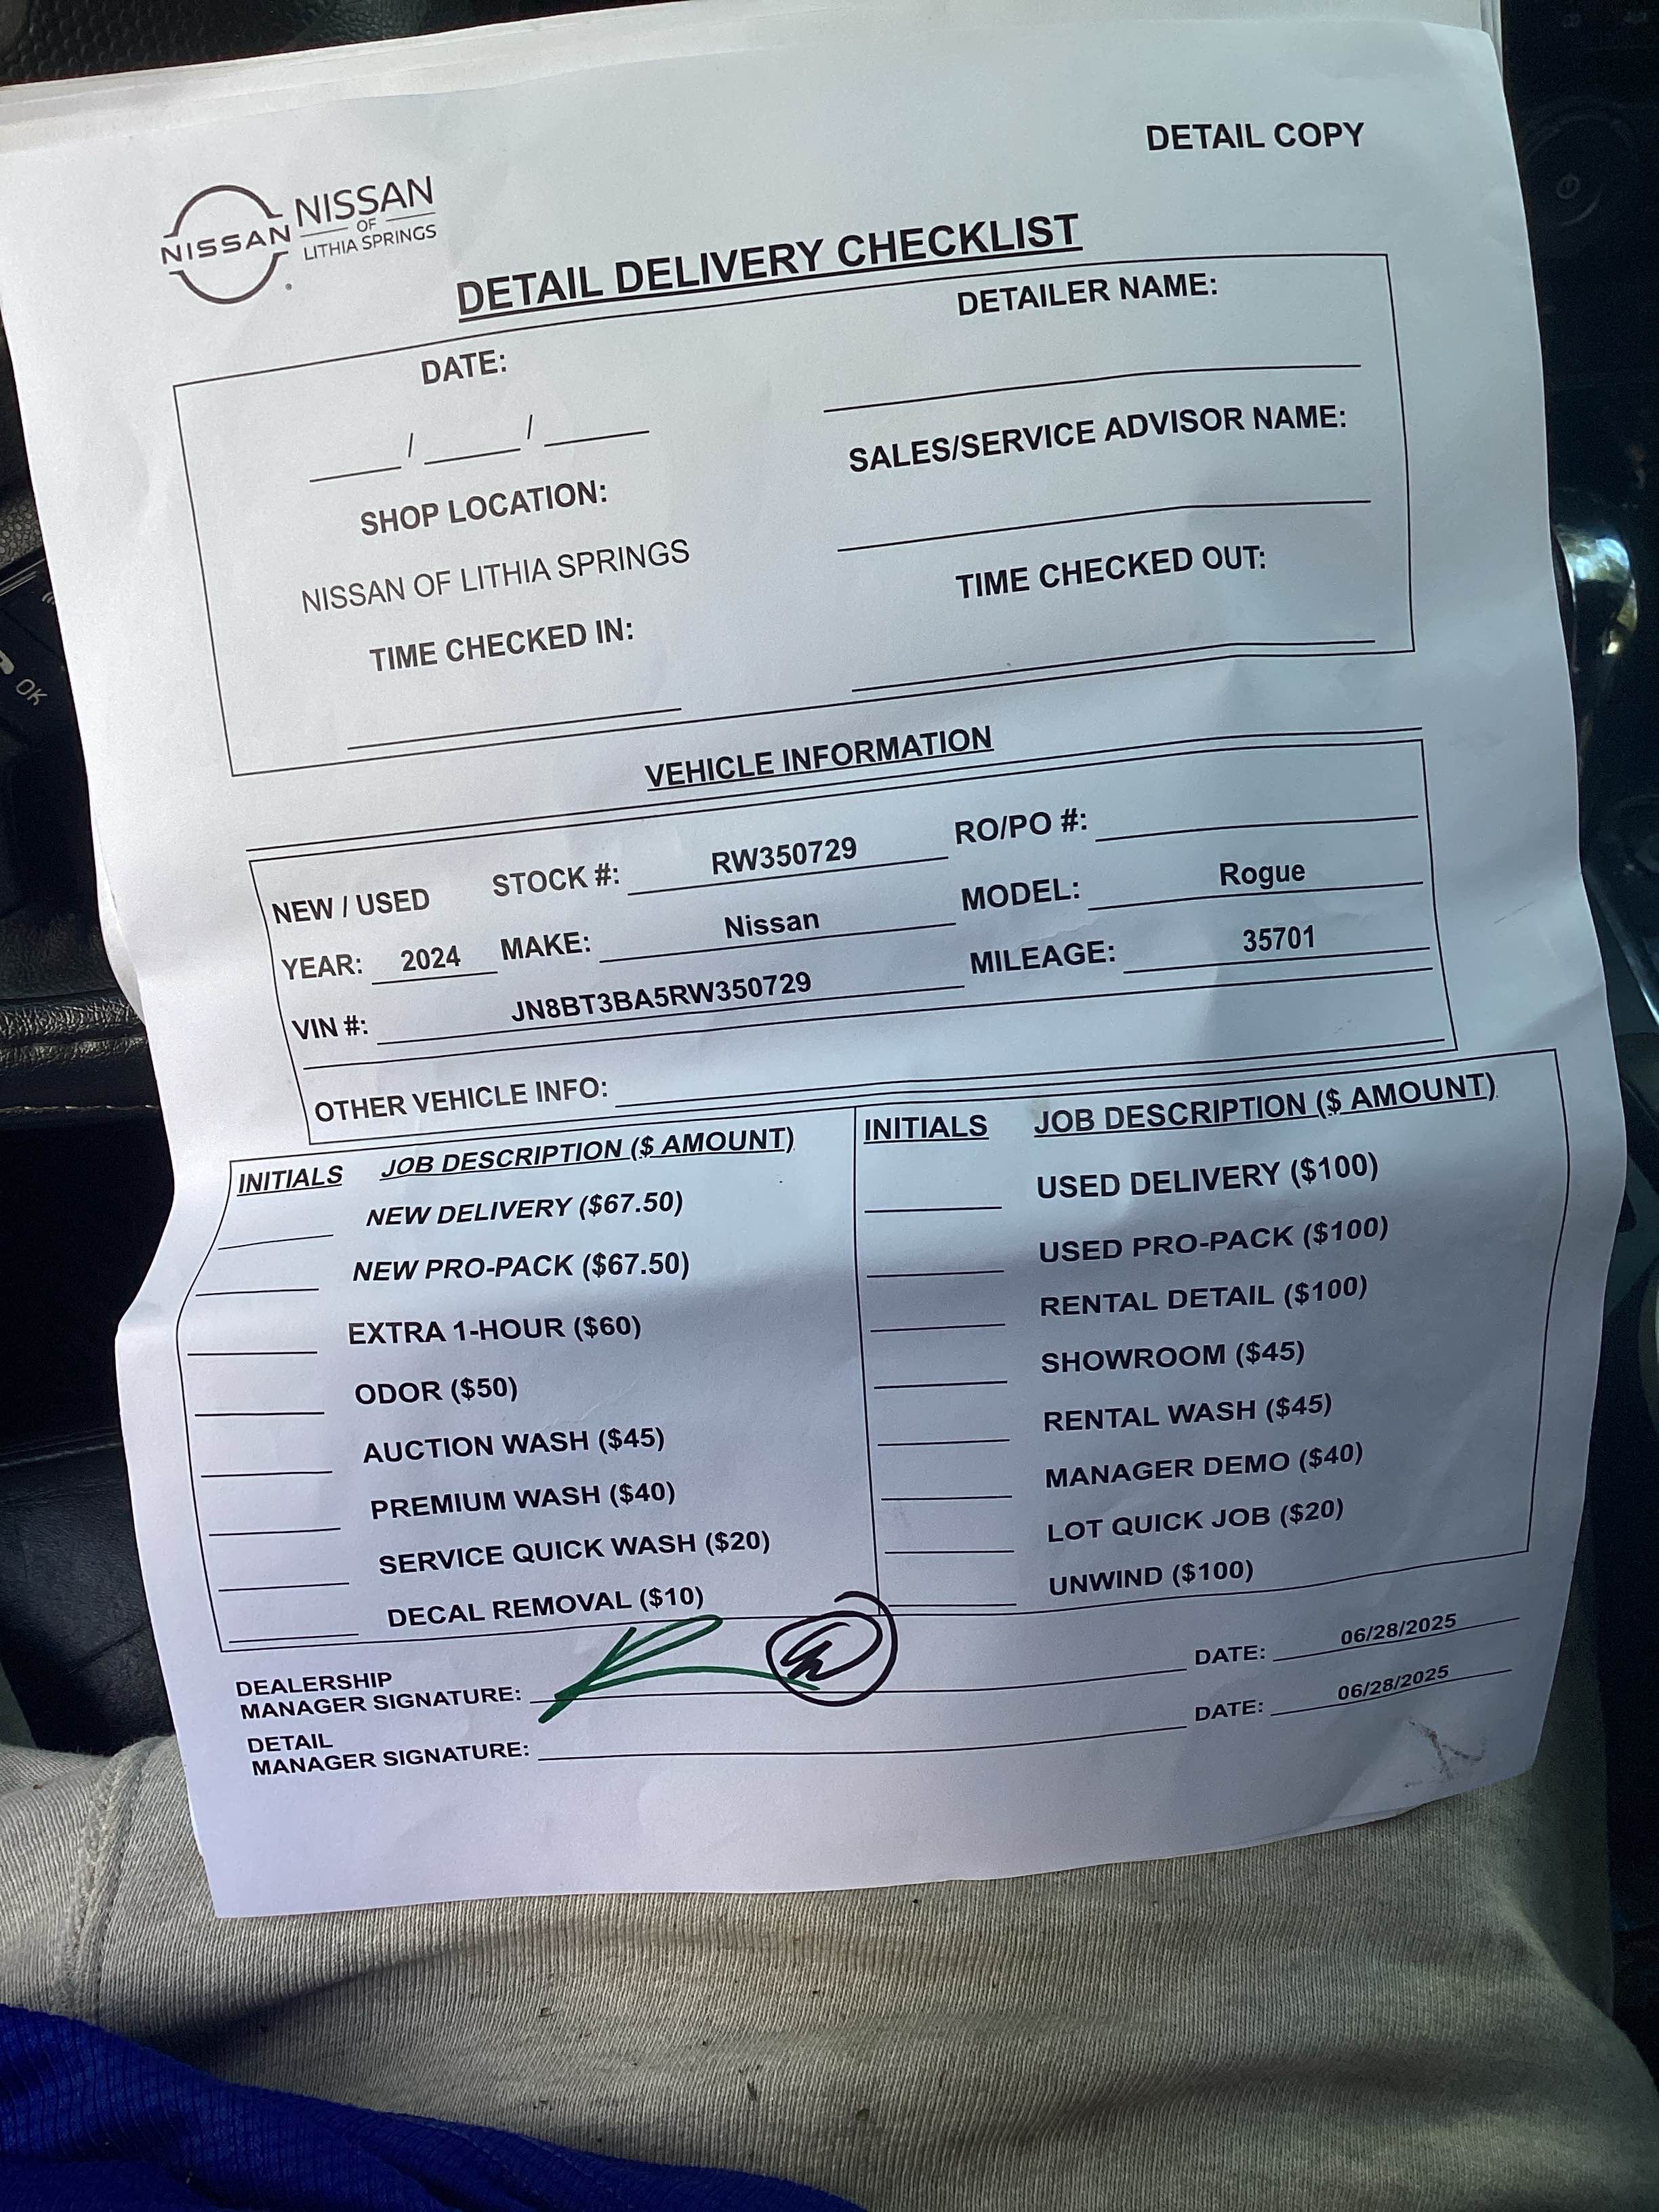 DETAIL COPY
NISSAN
NISSAN
OF
LITHIA SPRINGS
DETAIL DELIVERY CHECKLIST
DATE:
____/____/____
SHOP LOCATION:
NISSAN OF LITHIA SPRINGS
TIME CHECKED IN:
DETAILER NAME:
SALES/SERVICE ADVISOR NAME:
TIME CHECKED OUT:
VEHICLE INFORMATION
NEW / USED STOCK #: RW350729 RO/PO #:
YEAR: 2024 MAKE: Nissan MODEL: Rogue
VIN #: JN8BT3BA5RW350729 MILEAGE: 35701
OTHER VEHICLE INFO:
INITIALS JOB DESCRIPTION ($ AMOUNT)
NEW DELIVERY ($67.50)
NEW PRO-PACK ($67.50)
EXTRA 1-HOUR ($60)
ODOR ($50)
AUCTION WASH ($45)
PREMIUM WASH ($40)
SERVICE QUICK WASH ($20)
DECAL REMOVAL ($10)
INITIALS JOB DESCRIPTION ($ AMOUNT)
USED DELIVERY ($100)
USED PRO-PACK ($100)
RENTAL DETAIL ($100)
SHOWROOM ($45)
RENTAL WASH ($45)
MANAGER DEMO ($40)
LOT QUICK JOB ($20)
UNWIND ($100)
DEALERSHIP
MANAGER SIGNATURE: DATE: 06/28/2025
DETAIL
MANAGER SIGNATURE: DATE: 06/28/2025
OK